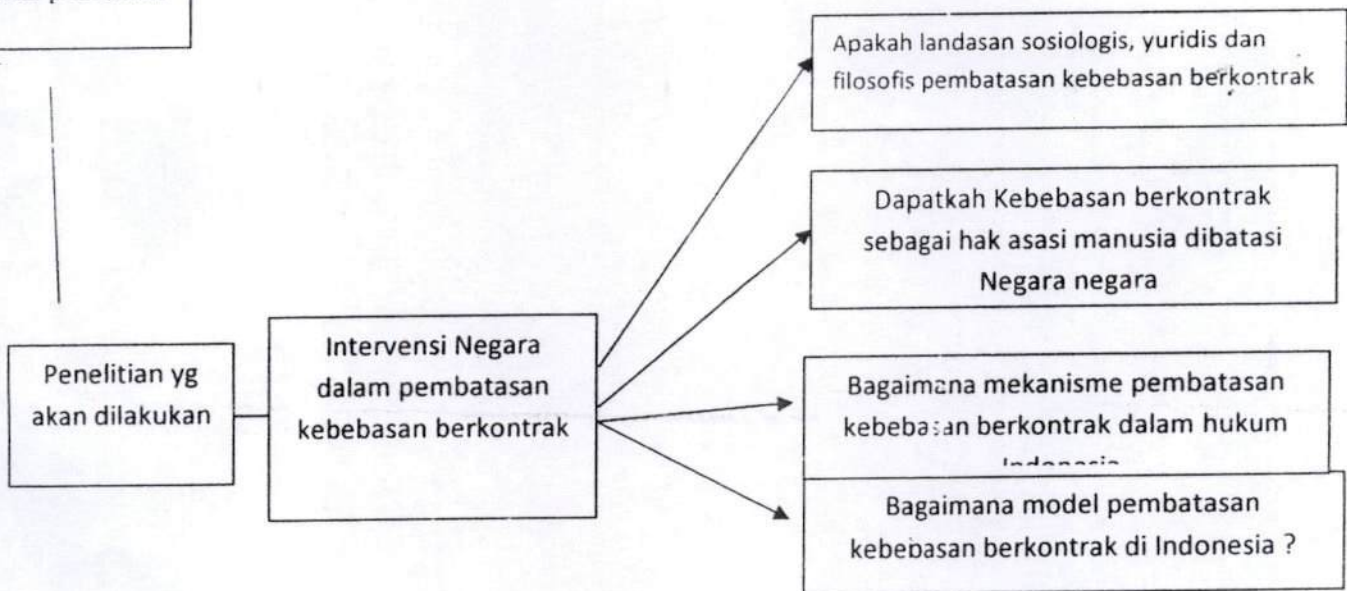 Apakah landasan sosiologis, yuridis dan
filosofis pembatasan kebebasan berkontrak
Dapatkah Kebebasan berkontrak
sebagai hak asasi manusia dibatasi
Negara negara
Penelitian yg
akan dilakukan
Intervensi Negara
dalam pembatasan
kebebasan berkontrak
Bagaimana mekanisme pembatasan
kebebasan berkontrak dalam hukum
Indonesia
Bagaimana model pembatasan
kebebasan berkontrak di Indonesia ?